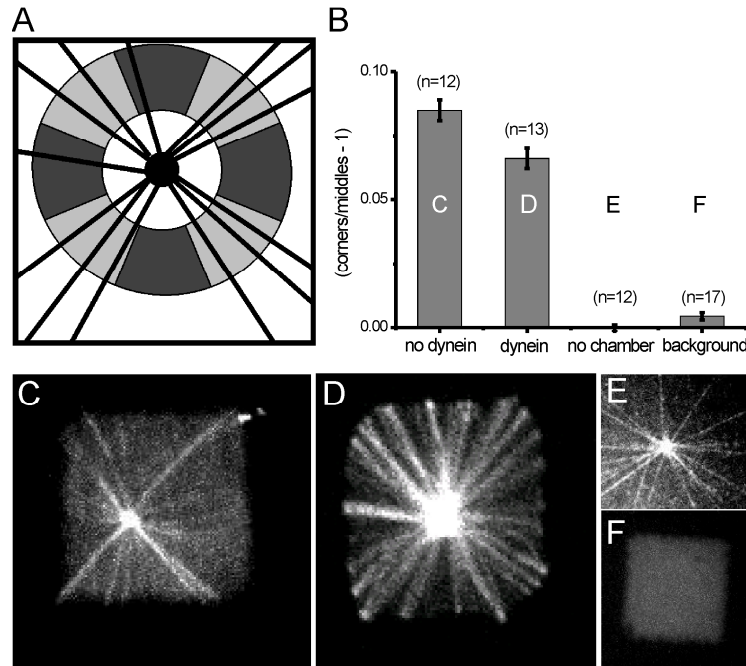 A
B
(corners/middles - 1)
0.10
0.05
0.00
(n=12)
(n=13)
(n=12)
(n=17)
C
D
E
F
no dynein
dynein
no chamber
background
C
D
E
F